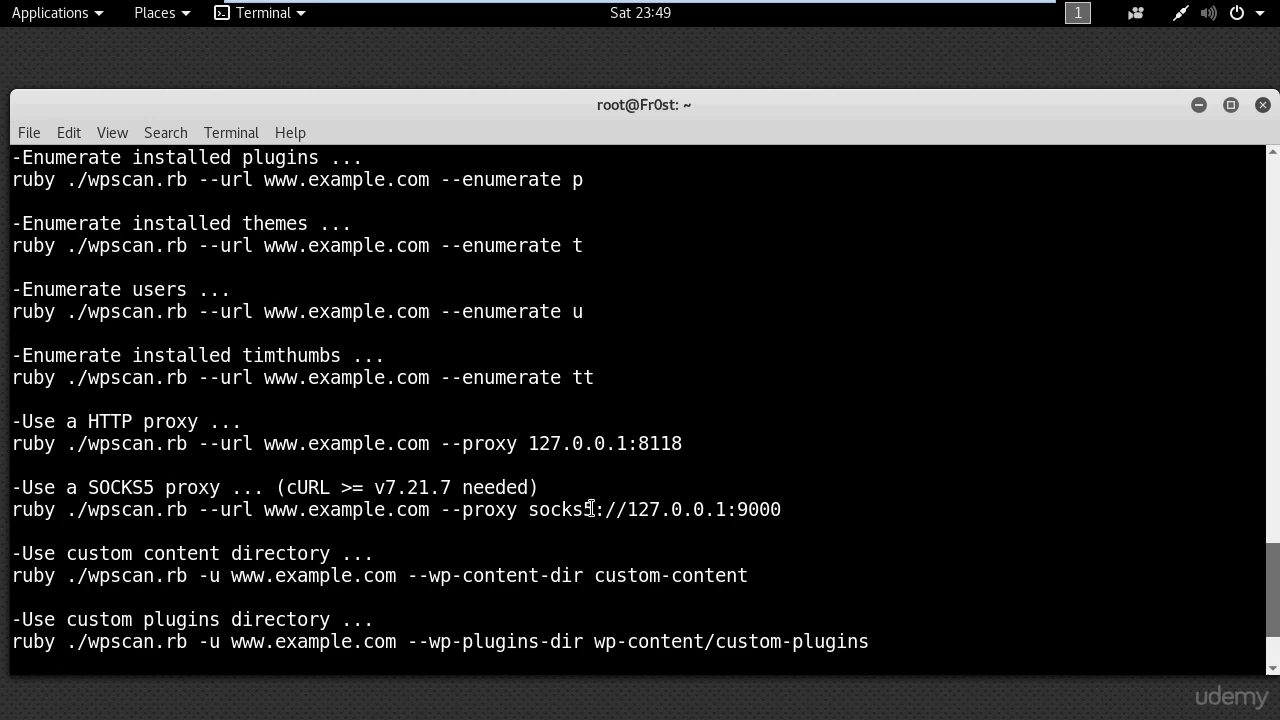 Applications Places Terminal Sat 23:49 1
root@Fr0st: ~
File Edit View Search Terminal Help
-Enumerate installed plugins ...
ruby ./wpscan.rb --url www.example.com --enumerate p
-Enumerate installed themes ...
ruby ./wpscan.rb --url www.example.com --enumerate t
-Enumerate users ...
ruby ./wpscan.rb --url www.example.com --enumerate u
-Enumerate installed timthumbs ...
ruby ./wpscan.rb --url www.example.com --enumerate tt
-Use a HTTP proxy ...
ruby ./wpscan.rb --url www.example.com --proxy 127.0.0.1:8118
-Use a SOCKS5 proxy ... (cURL >= v7.21.7 needed)
ruby ./wpscan.rb --url www.example.com --proxy socks5://127.0.0.1:9000
-Use custom content directory ...
ruby ./wpscan.rb -u www.example.com --wp-content-dir custom-content
-Use custom plugins directory ...
ruby ./wpscan.rb -u www.example.com --wp-plugins-dir wp-content/custom-plugins
udemy